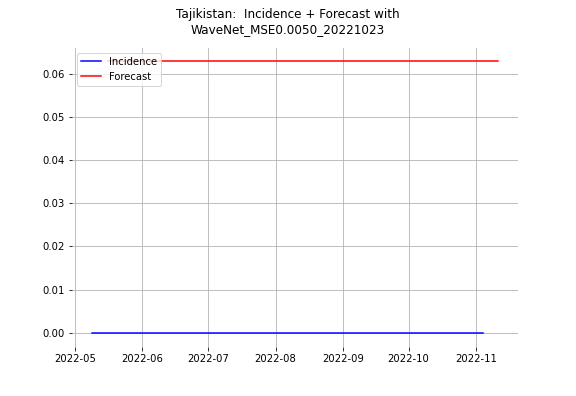 Tajikistan:  Incidence + Forecast with
WaveNet_MSE0.0050_20221023
Incidence
Forecast
0.06
0.05
0.04
0.03
0.02
0.01
0.00
2022-05 2022-06 2022-07 2022-08 2022-09 2022-10 2022-11